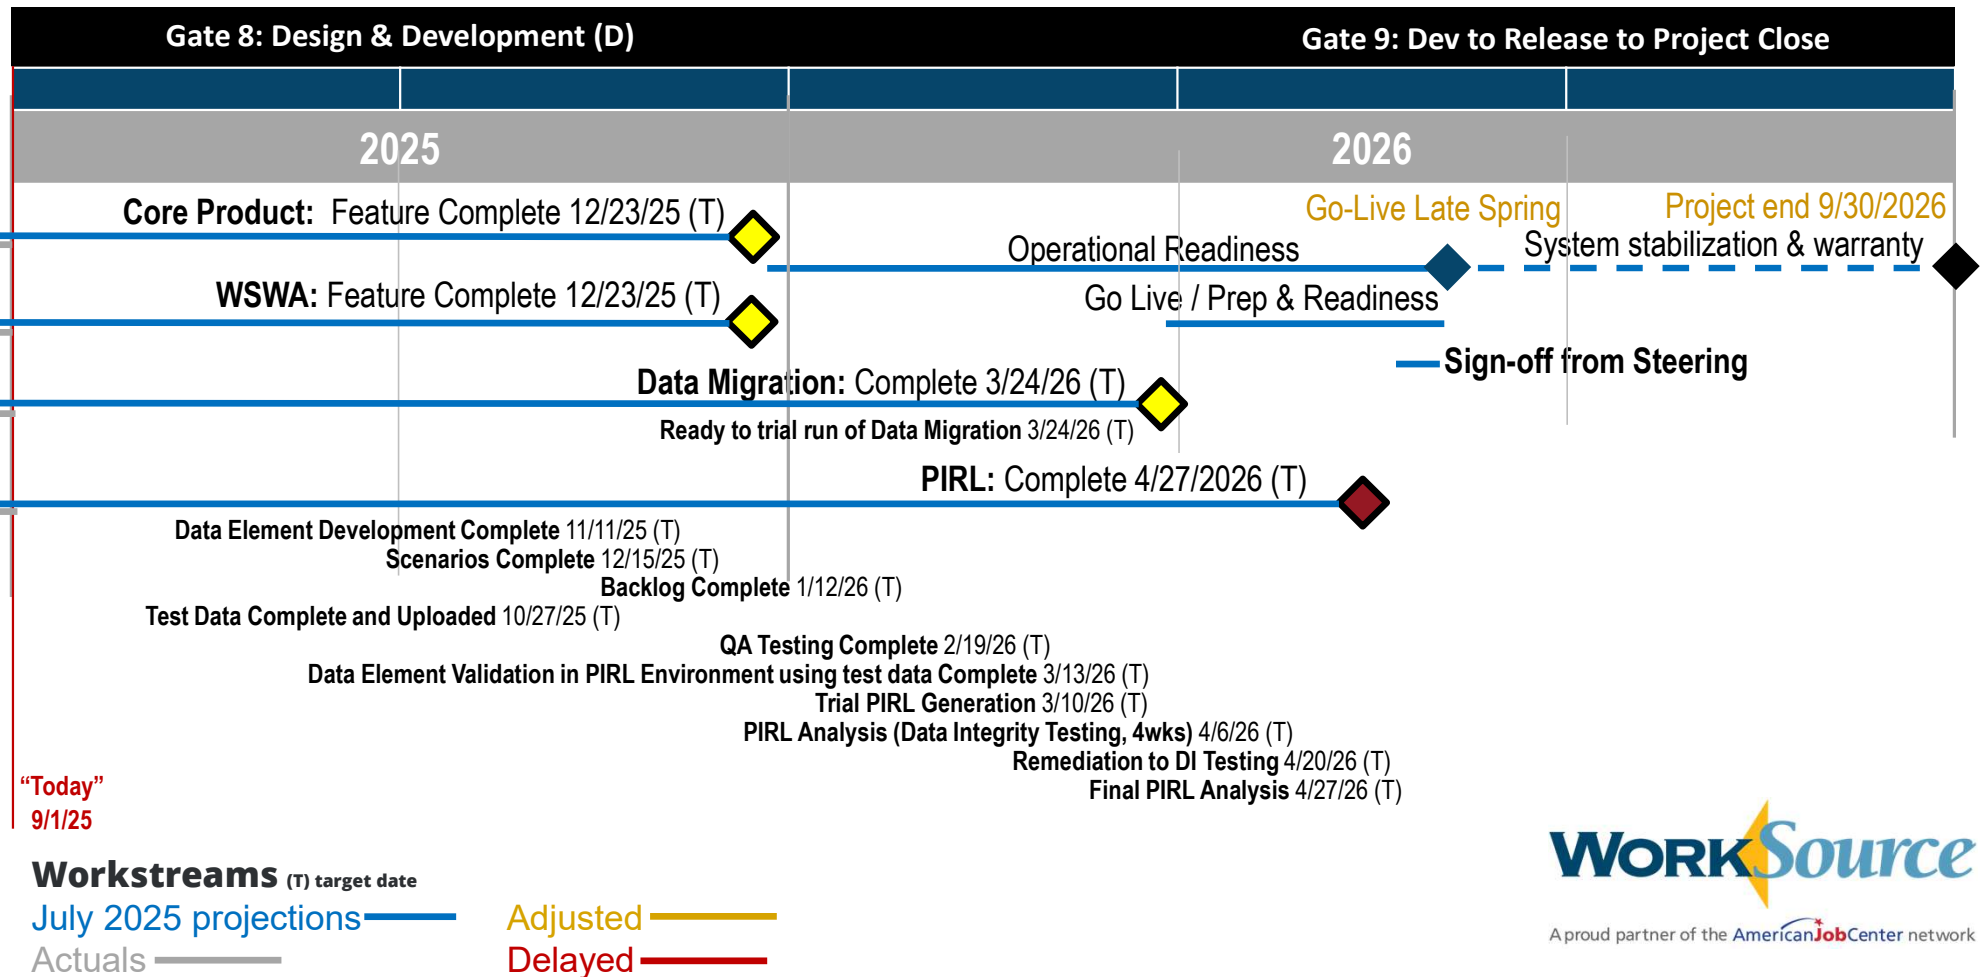 Gate 8: Design & Development (D)
Gate 9: Dev to Release to Project Close
2025
2026
Core Product: Feature Complete 12/23/25 (T)
Go-Live Late Spring
Project end 9/30/2026
Operational Readiness
System stabilization & warranty
WSWA: Feature Complete 12/23/25 (T)
Go Live / Prep & Readiness
Sign-off from Steering
Data Migration: Complete 3/24/26 (T)
Ready to trial run of Data Migration 3/24/26 (T)
PIRL: Complete 4/27/2026 (T)
Data Element Development Complete 11/11/25 (T)
Scenarios Complete 12/15/25 (T)
Backlog Complete 1/12/26 (T)
Test Data Complete and Uploaded 10/27/25 (T)
QA Testing Complete 2/19/26 (T)
Data Element Validation in PIRL Environment using test data Complete 3/13/26 (T)
Trial PIRL Generation 3/10/26 (T)
PIRL Analysis (Data Integrity Testing, 4wks) 4/6/26 (T)
Remediation to DI Testing 4/20/26 (T)
Final PIRL Analysis 4/27/26 (T)
“Today”
9/1/25
Workstreams (T) target date
July 2025 projections
Adjusted
Actuals
Delayed
WorkSource
A proud partner of the AmericanJobCenter network